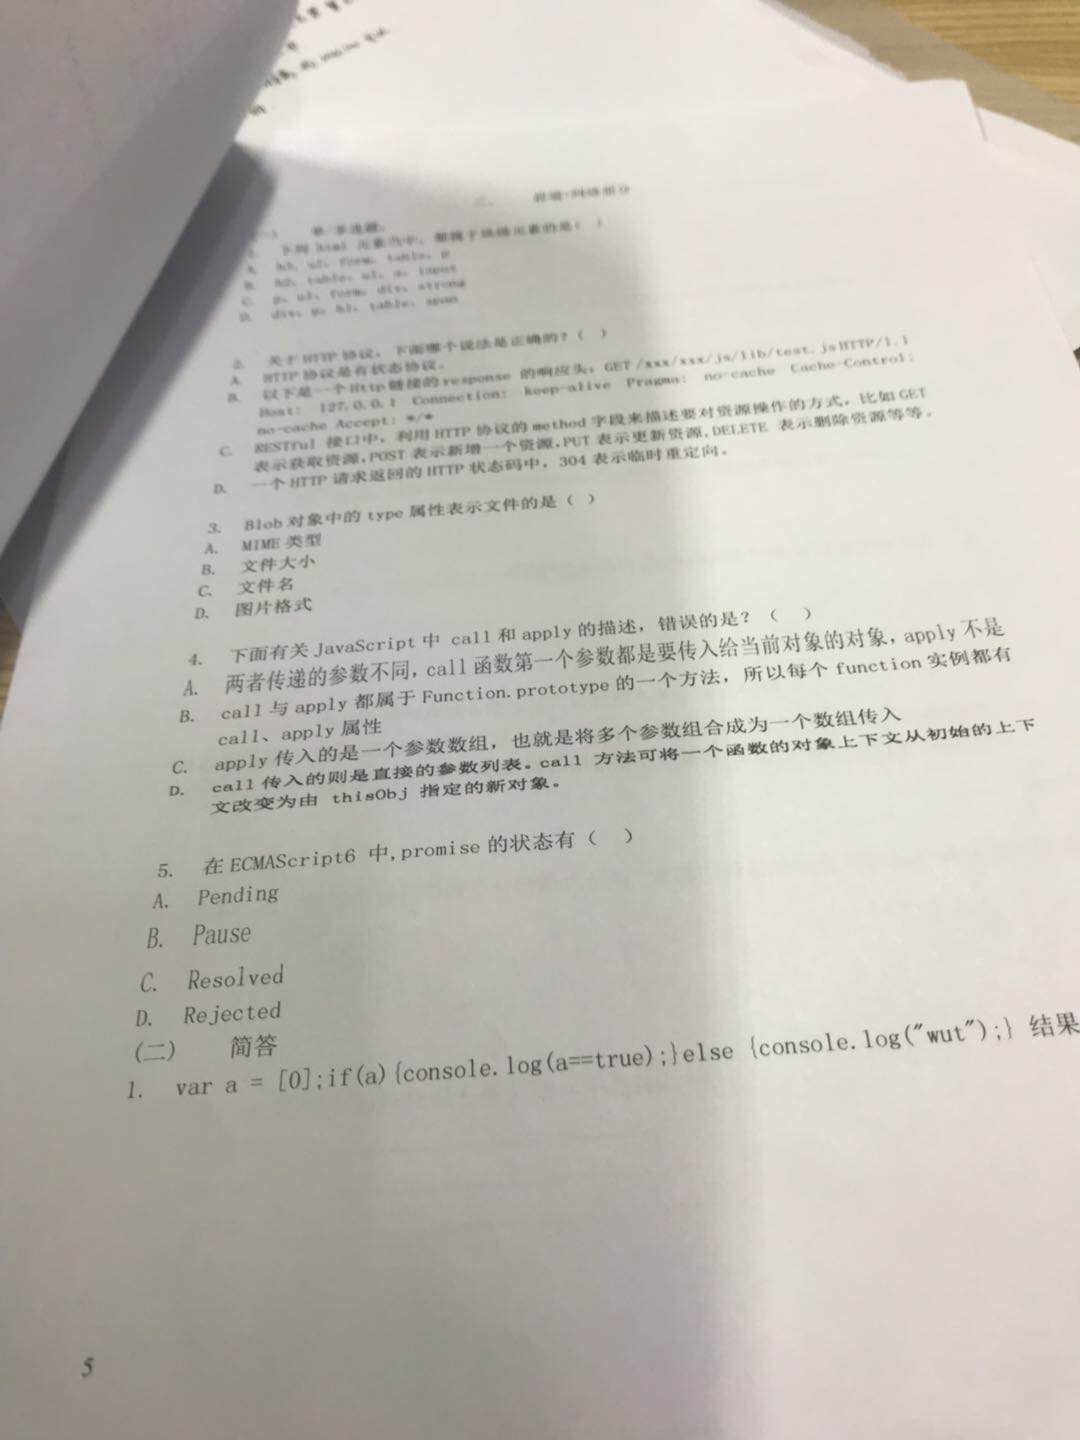 二、
(一) 单/多选题。
1. 下列 html 元素当中，都属于块级元素的是( )
A. h3、ul、form、table、p
B. h2、table、ul、a、input
C. p、ul、form、div、strong
D. div、p、h1、table、span
2. 关于 HTTP 协议，下面哪个说法是正确的?( )
A. HTTP 协议是有状态协议。
B. 以下是一个 Http 链接的 response 的响应头：GET /xxx/xxx/js/lib/test.js HTTP/1.1
Host: 127.0.0.1 Connection: keep-alive Pragma: no-cache Cache-Control:
no-cache Accept: */*
C. RESTful 接口中，利用 HTTP 协议的 method 字段来描述要对资源操作的方式，比如 GET
表示获取资源,POST 表示新增一个资源,PUT 表示更新资源,DELETE 表示删除资源等等。
D. 一个 HTTP 请求返回的 HTTP 状态码中，304 表示临时重定向。
3. Blob 对象中的 type 属性表示文件的是 ( )
A. MIME 类型
B. 文件大小
C. 文件名
D. 图片格式
4. 下面有关 JavaScript 中 call 和 apply 的描述，错误的是？ ( )
A. 两者传递的参数不同，call 函数第一个参数都是要传入给当前对象的对象，apply 不是
B. call 与 apply 都属于 Function.prototype 的一个方法，所以每个 function 实例都有
call、apply 属性
C. apply 传入的是一个参数数组，也就是将多个参数组合成为一个数组传入
D. call 传入的则是直接的参数列表。call 方法可将一个函数的对象上下文从初始的上下
文改变为由 thisObj 指定的新对象。
5. 在 ECMAScript6 中,promise 的状态有 ( )
A. Pending
B. Pause
C. Resolved
D. Rejected
(二) 简答
1. var a = [0];if(a){console.log(a==true);}else {console.log("wut");} 结果
5